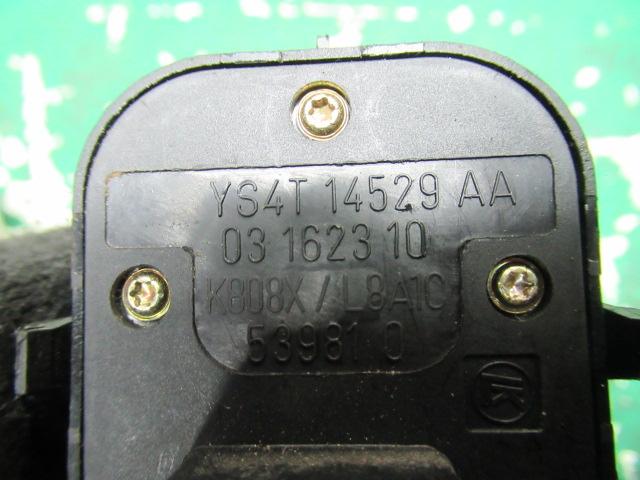 YS4T 14529 AA
03 1623 10
K808X / L8A1C
53981 0
K